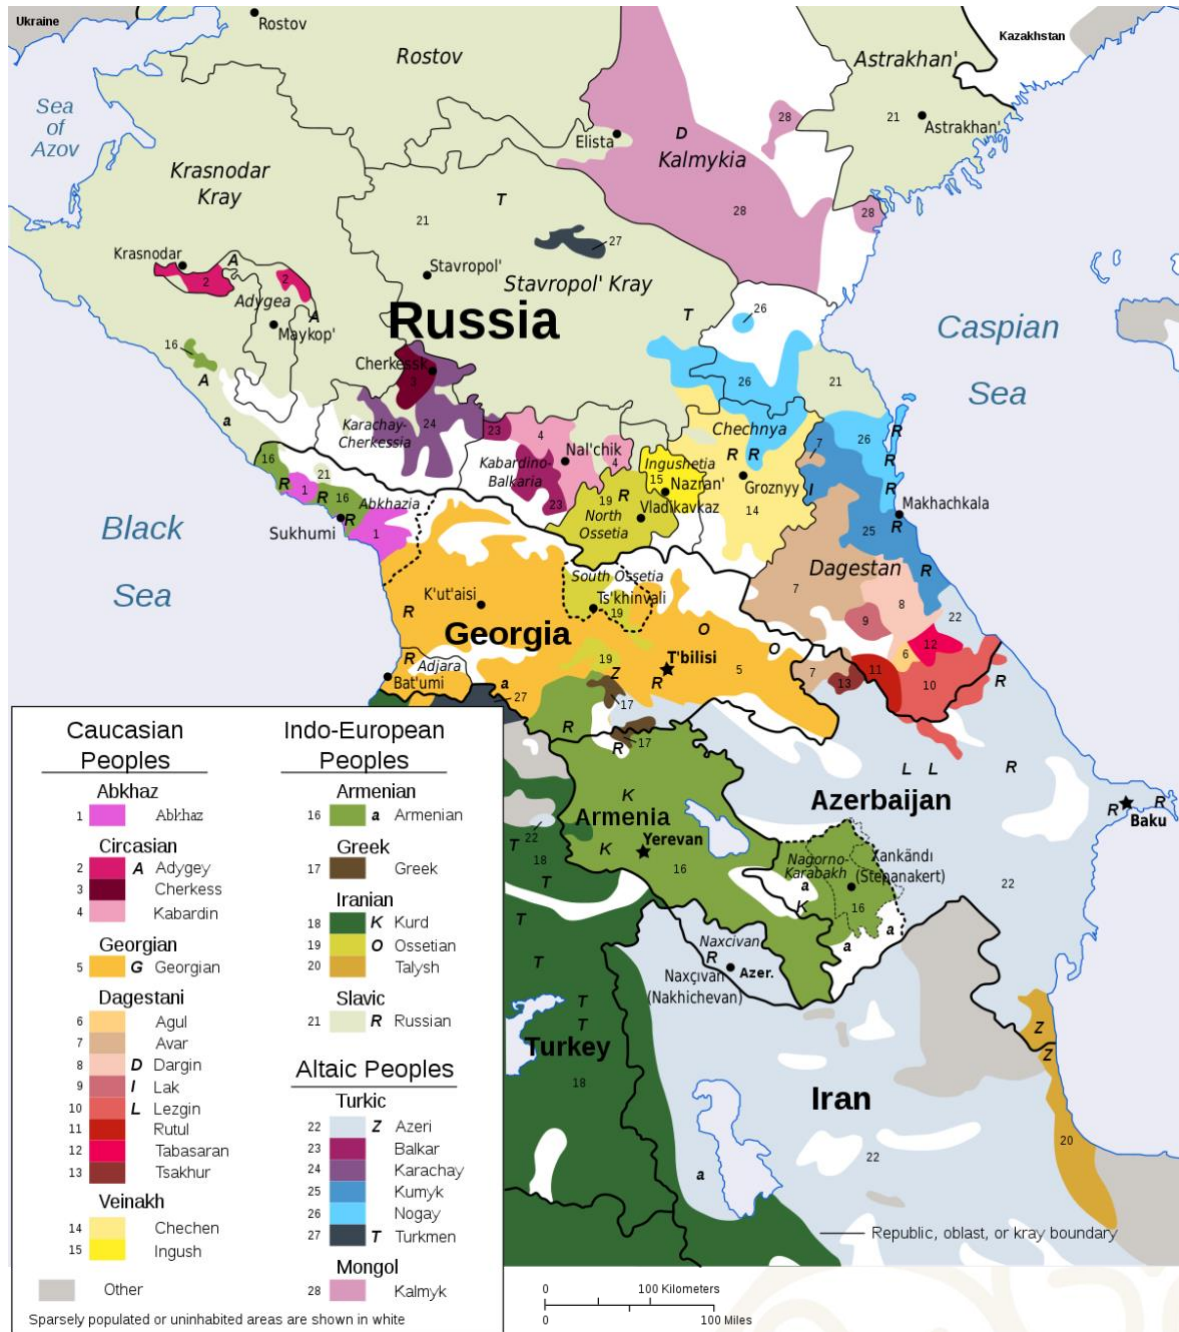 Ukraine
Rostov
Kazakhstan
Rostov
Astrakhan'
Sea
of
Azov
28
21
Astrakhan'
Elista
D
Kalmykia
Krasnodar
Kray
T
21
28
28
27
Krasnodar
A
2
2
Stavropol'
Stavropol' Kray
Adygea
A
Maykop'
Russia
T
26
Caspian
Sea
16
A
Cherkessk
3
26
21
a
Karachay-
Cherkessia
24
23
4
Chechnya
7
26
R
Nal'chik
4
Kabardino-
Balkaria
R
R
Ingushetia
R
16
21
15
Nazran'
Groznyy
I
R
R
1
R
16
Abkhazia
19
R
Vladikavkaz
Makhachkala
R
R
23
North
Ossetia
14
25
Black
Sea
Sukhumi
1
Dagestan
South Ossetia
R
K'ut'aisi
Ts'khinvali
7
8
R
19
9
22
Georgia
O
12
R
T'bilisi
O
6
Adjara
19
Z
R
5
7
13
11
10
R
Bat'umi
a
27
17
R
R
17
L
L
R
K
Azerbaijan
Armenia
R
R
Baku
22
T
18
K
Yerevan
Nagorno-
Karabakh
Xankändı
(Stepanakert)
16
a
T
K
16
22
T
a
a
Naxcivan
R
Azer.
Naxçıvan
(Nakhichevan)
T
T
T
Turkey
Z
Z
18
Iran
20
22
a
Republic, oblast, or kray boundary
Caucasian
Peoples
Abkhaz
1 Abkhaz
Circasian
2 A Adygey
3 Cherkess
4 Kabardin
Georgian
5 G Georgian
Dagestani
6 Agul
7 Avar
8 D Dargin
9 I Lak
10 L Lezgin
11 Rutul
12 Tabasaran
13 Tsakhur
Veinakh
14 Chechen
15 Ingush
Other
Indo-European
Peoples
Armenian
16 a Armenian
Greek
17 Greek
Iranian
18 K Kurd
19 O Ossetian
20 Talysh
Slavic
21 R Russian
Altaic Peoples
Turkic
22 Z Azeri
23 Balkar
24 Karachay
25 Kumyk
26 Nogay
27 T Turkmen
Mongol
28 Kalmyk
Sparsely populated or uninhabited areas are shown in white
0 100 Kilometers
0 100 Miles